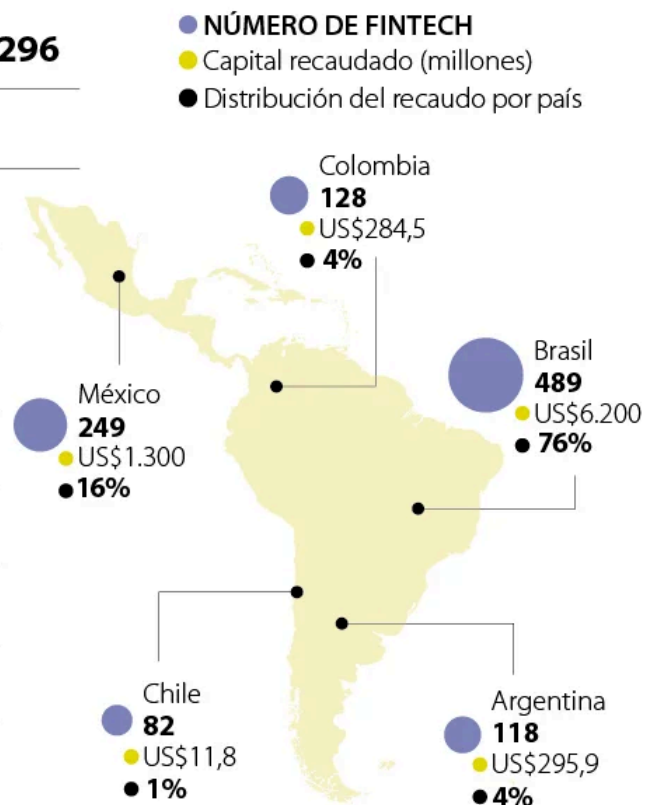 296
NÚMERO DE FINTECH
Capital recaudado (millones)
Distribución del recaudo por país
Colombia
128
US$284,5
4%
Brasil
489
US$6.200
76%
México
249
US$1.300
16%
Chile
82
US$11,8
1%
Argentina
118
US$295,9
4%